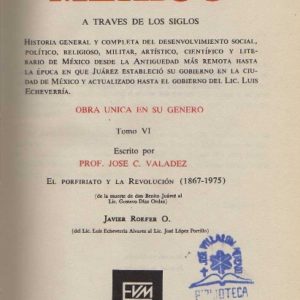 A TRAVES DE LOS SIGLOS
Historia general y completa del desenvolvimiento social,
político, religioso, militar, artístico, científico y lite-
rario de México desde la Antiguedad más remota hasta
la época en que Juárez estableció su gobierno en la ciu-
dad de México y actualizado hasta el gobierno del Lic. Luis
Echeverría.
OBRA UNICA EN SU GENERO
Tomo VI
Escrito por
PROF. JOSE C. VALADEZ
El porfiriato y la Revolución (1867-1975)
(de la muerte de don Benito Juárez al
Lic. Gustavo Díaz Ordaz)
Javier Roefer O.
(del Lic. Luis Echeverría Alvarez al Lic. José López Portillo)
BIBLIOTECA
EVM